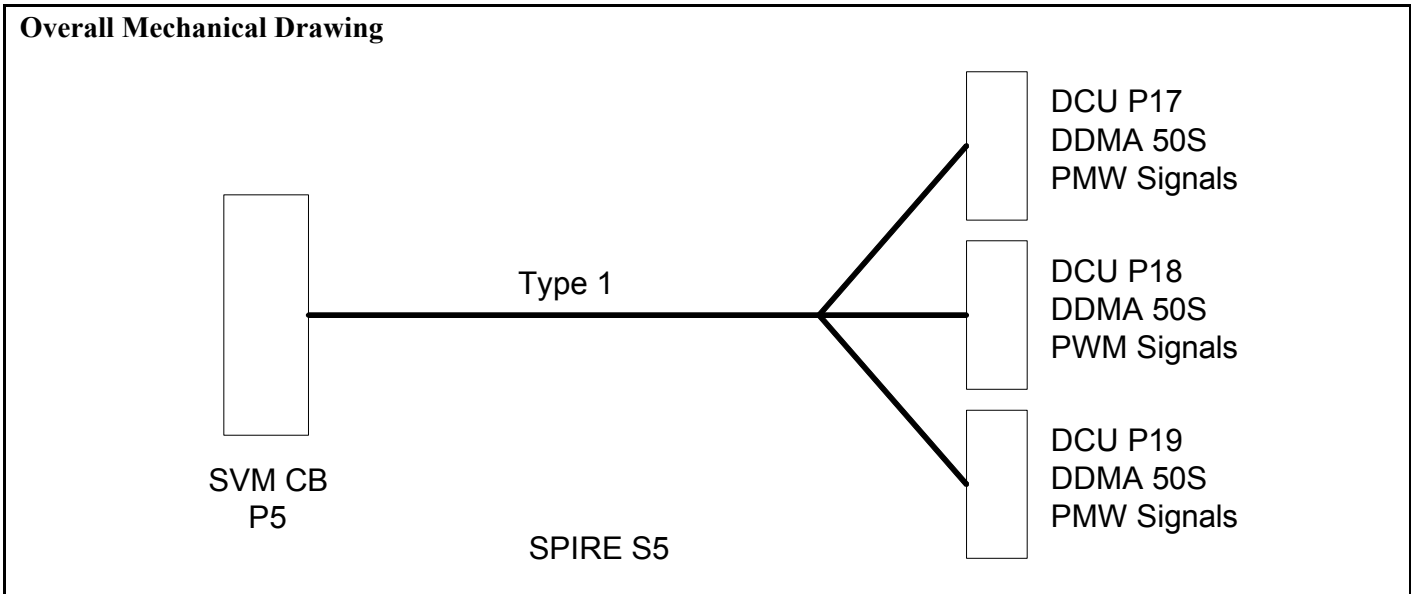 Overall Mechanical Drawing
DCU P17
DDMA 50S
PMW Signals
Type 1
DCU P18
DDMA 50S
PWM Signals
DCU P19
DDMA 50S
PMW Signals
SVM CB
P5
SPIRE S5